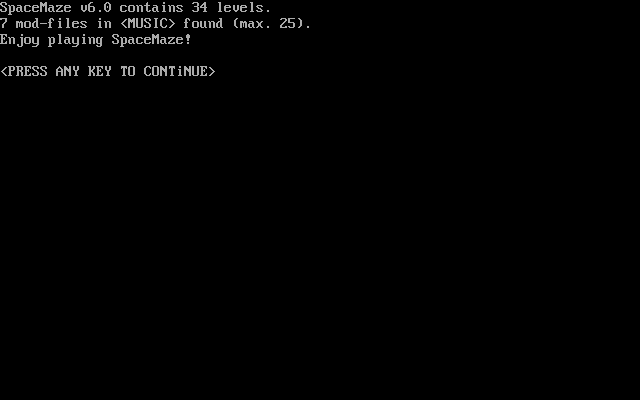 SpaceMaze v6.0 contains 34 levels.
7 mod-files in <MUSIC> found (max. 25).
Enjoy playing SpaceMaze!
<PRESS ANY KEY TO CONTiNUE>